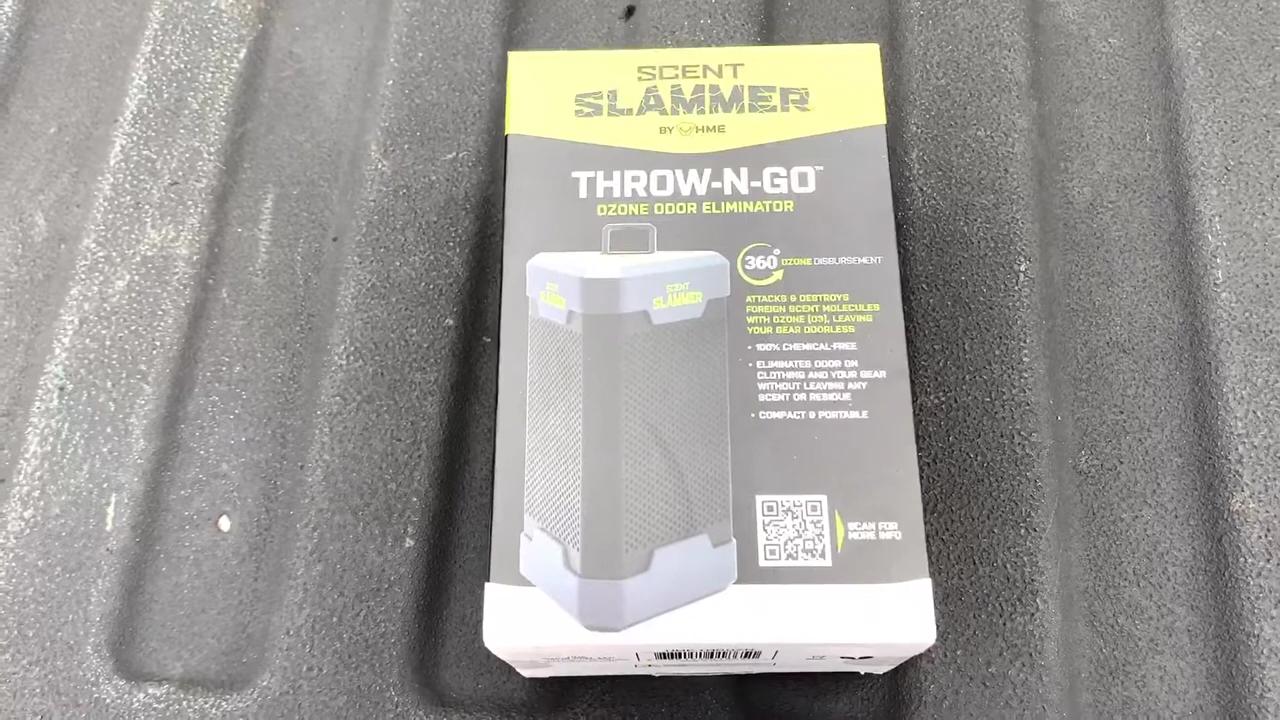 SCENT
SLAMMER
BY HME
THROW-N-GO™
OZONE ODOR ELIMINATOR
SCENT
SLAMMER
360° OZONE DISBURSEMENT
ATTACKS & DESTROYS
FOREIGN SCENT MOLECULES
WITH OZONE (O3), LEAVING
YOUR GEAR ODORLESS
• 100% CHEMICAL-FREE
• ELIMINATES ODOR ON
CLOTHING AND YOUR GEAR
WITHOUT LEAVING ANY
SCENT OR RESIDUE
• COMPACT & PORTABLE
SCAN FOR
MORE INFO